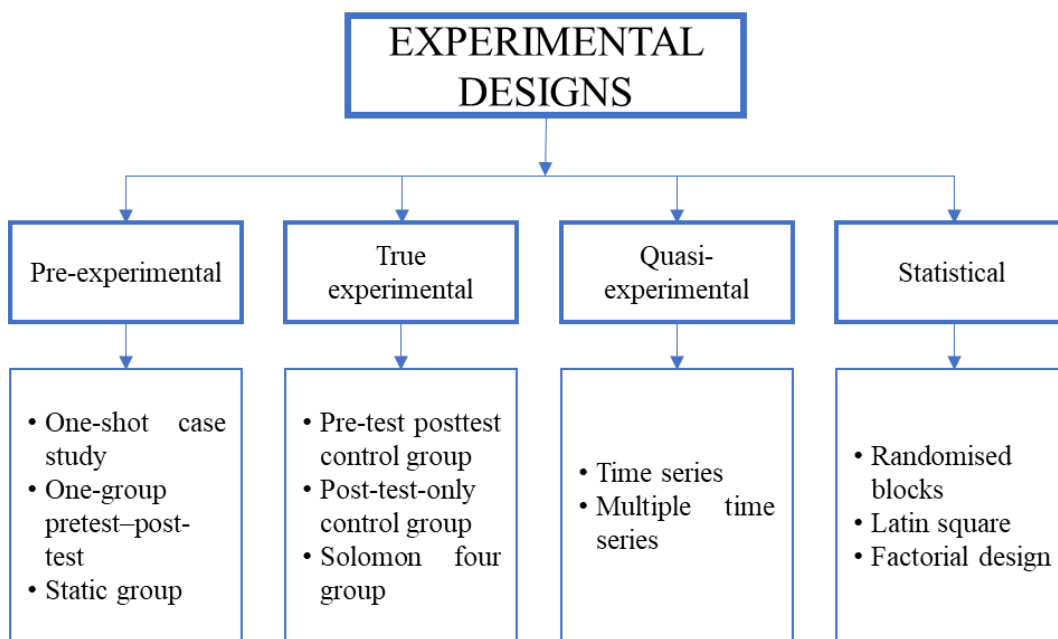 EXPERIMENTAL
DESIGNS
Pre-experimental
True
experimental
Quasi-
experimental
Statistical
• One-shot case
study
• One-group
pretest–post-
test
• Static group
• Pre-test posttest
control group
• Post-test-only
control group
• Solomon four
group
• Time series
• Multiple time
series
• Randomised
blocks
• Latin square
• Factorial design